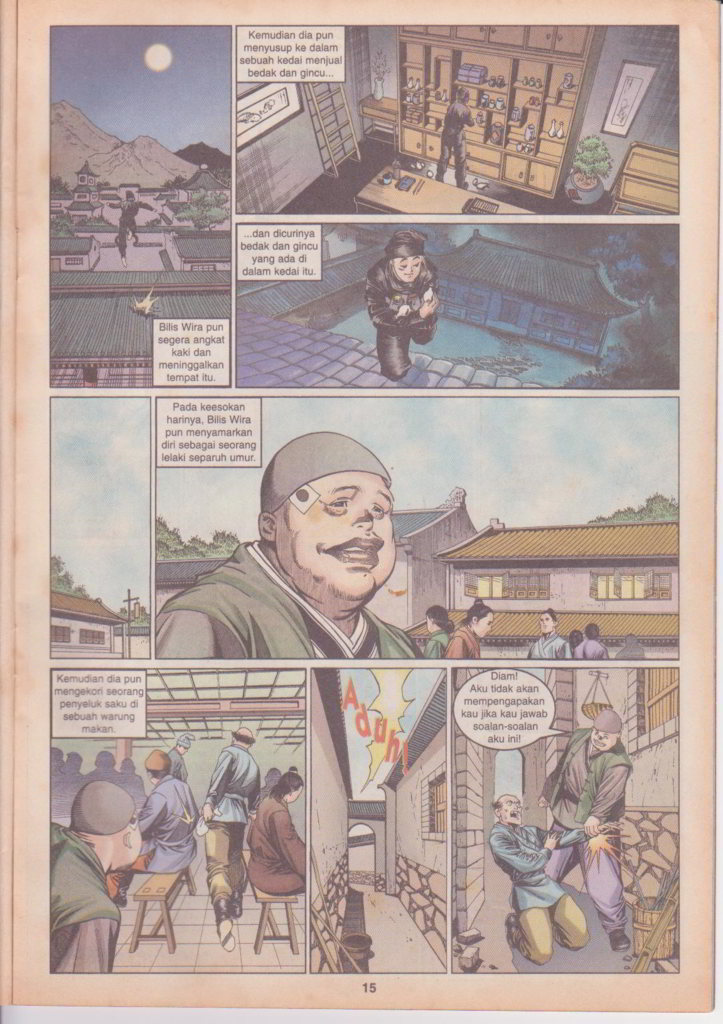 Bilis Wira pun
segera angkat
kaki dan
meninggalkan
tempat itu.
Kemudian dia pun
menyusup ke dalam
sebuah kedai menjual
bedak dan gincu...
...dan dicurinya
bedak dan gincu
yang ada di
dalam kedai itu.
Pada keesokan
harinya, Bilis Wira
pun menyamarkan
diri sebagai seorang
lelaki separuh umur.
Kemudian dia pun
mengekori seorang
penyeluk saku di
sebuah warung
makan.
Aduh!
Diam!
Aku tidak akan
mempengapakan
kau jika kau jawab
soalan-soalan
aku ini!
15